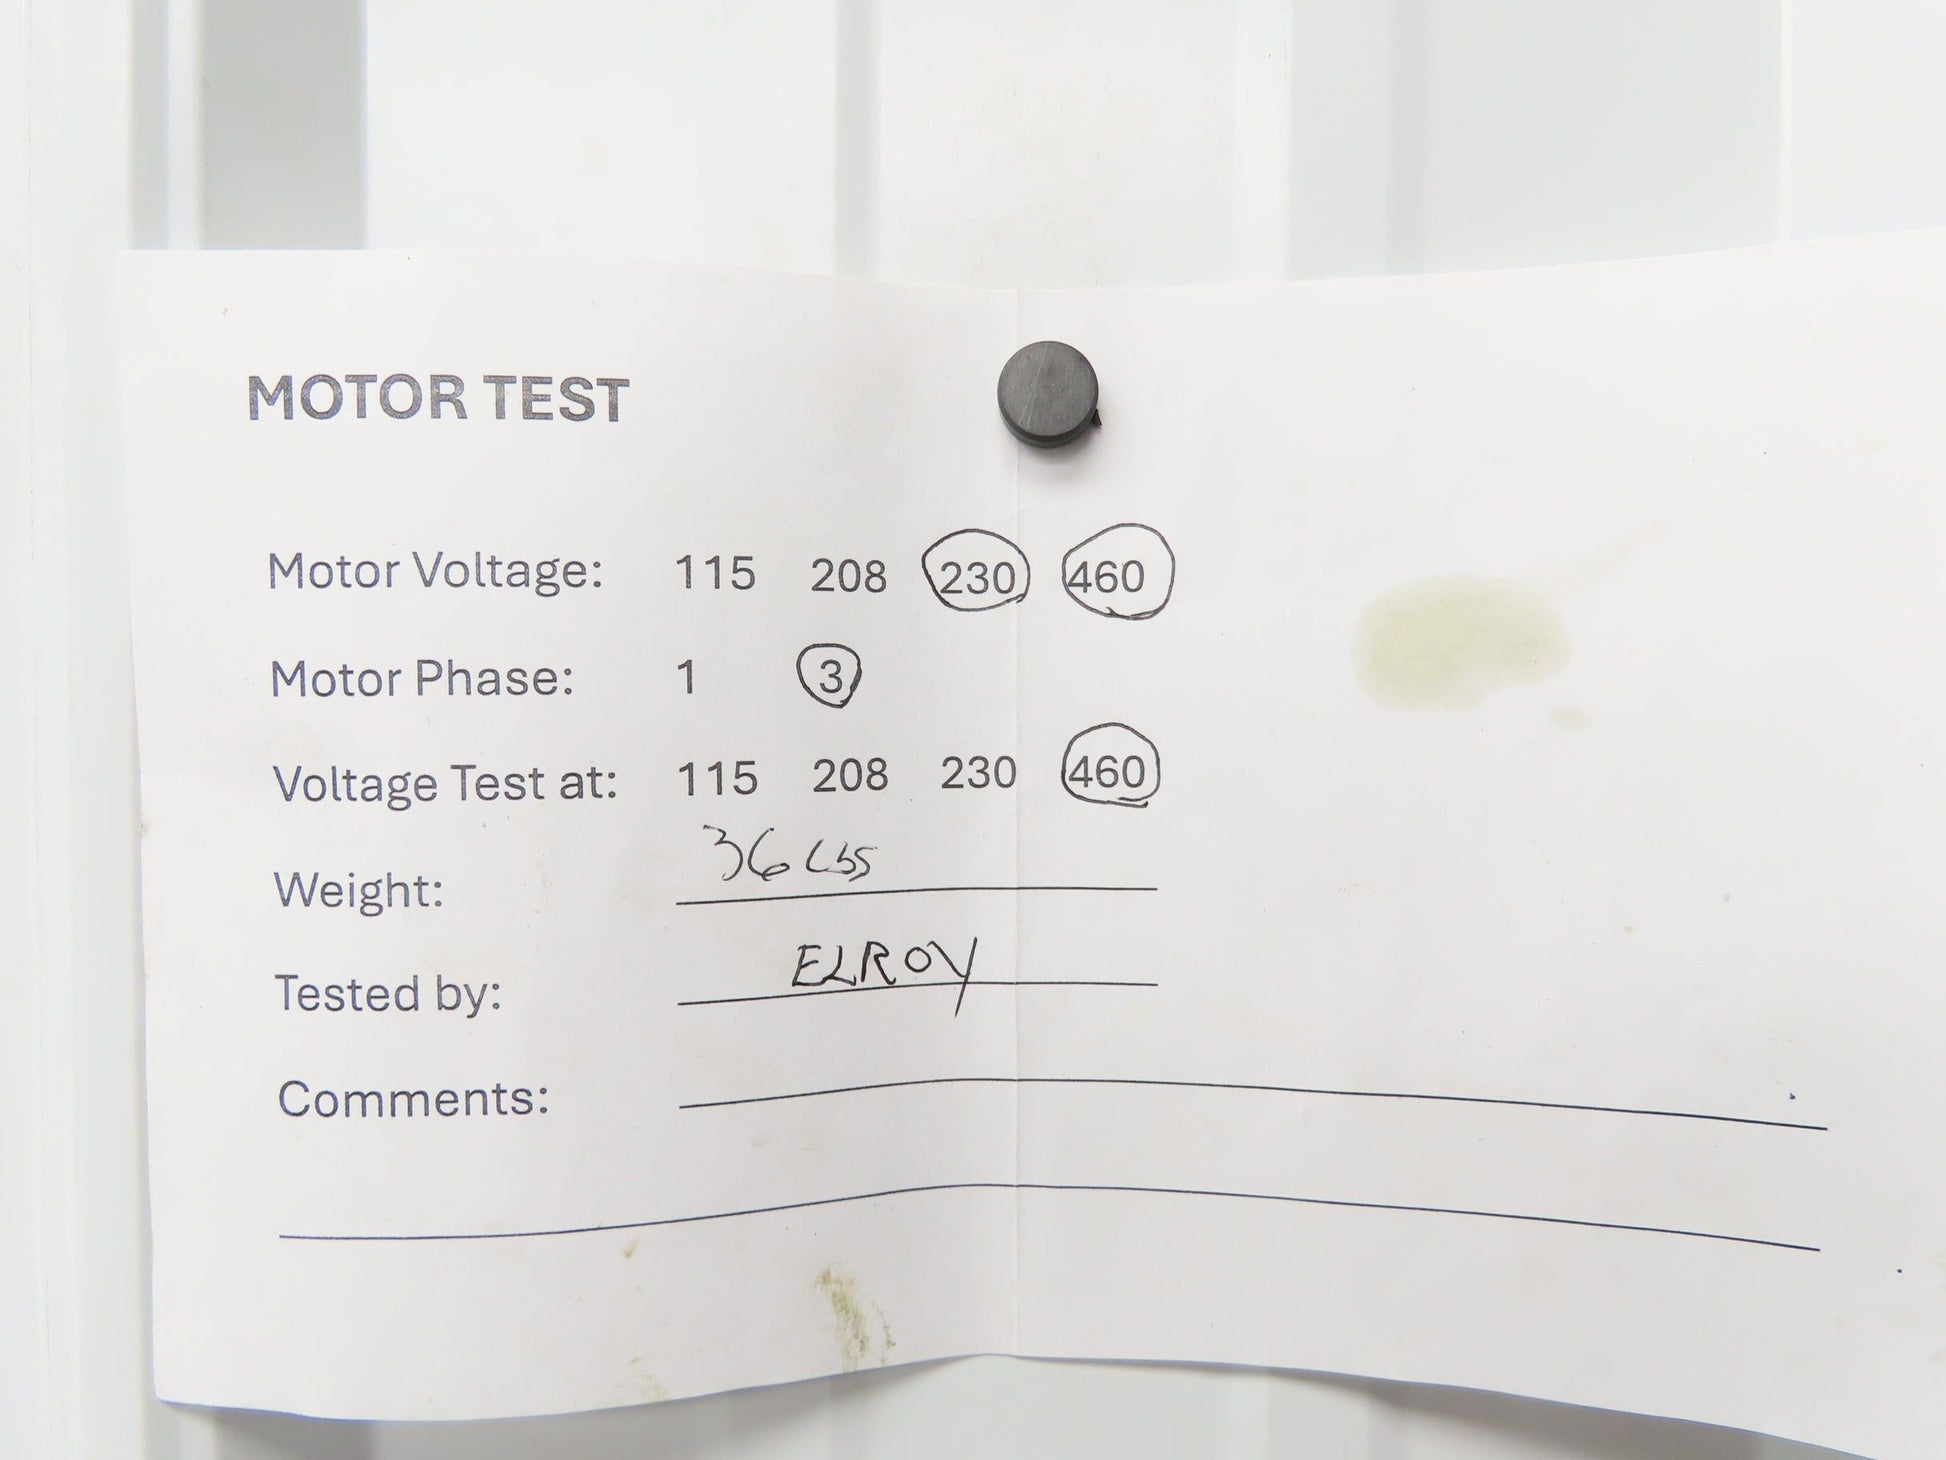 MOTOR TEST
Motor Voltage: 115 208 230 460
Motor Phase: 1 3
Voltage Test at: 115 208 230 460
Weight: 36 Lbs
Tested by: ELROY
Comments: